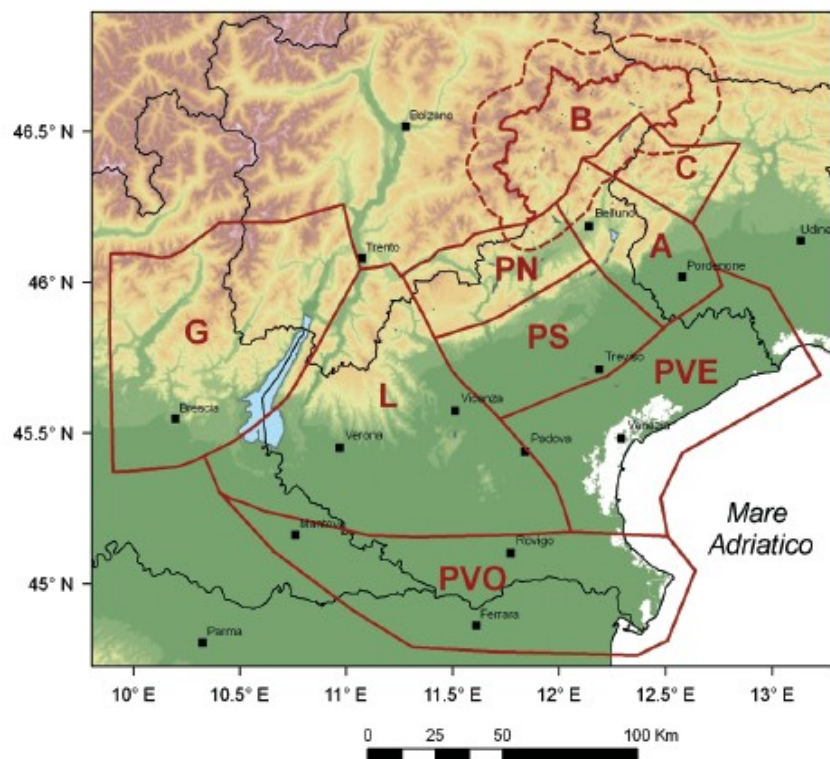 46.5° N
46° N
45.5° N
45° N
Bolzano
B
C
Belluno
A
Udine
Trento
PN
Pordenone
G
PS
Treviso
PVE
L
Brescia
Vicenza
Verona
Padova
Venezia
Mare
Adriatico
Mantova
Rovigo
PVO
Ferrara
Parma
10° E
10.5° E
11° E
11.5° E
12° E
12.5° E
13° E
0
25
50
100 Km